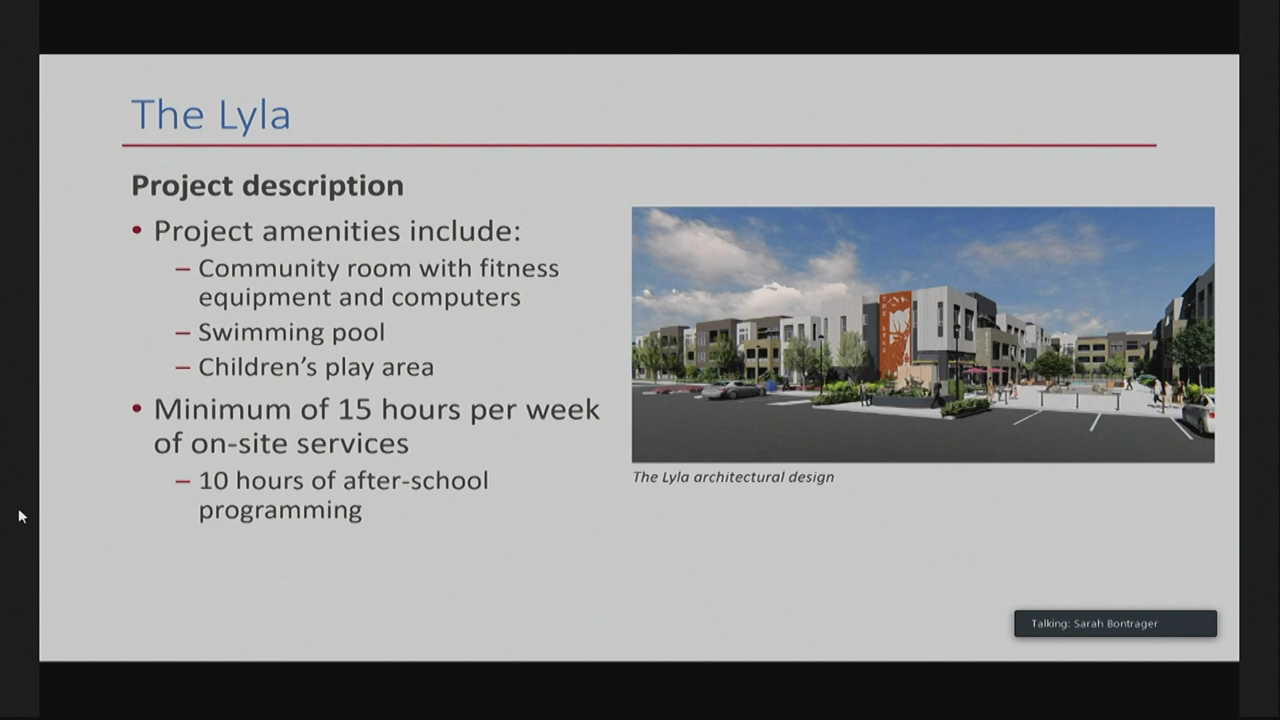 The Lyla
Project description
• Project amenities include:
– Community room with fitness
equipment and computers
– Swimming pool
– Children’s play area
• Minimum of 15 hours per week
of on-site services
– 10 hours of after-school
programming
THE LYLA
The Lyla architectural design
Talking: Sarah Bontrager